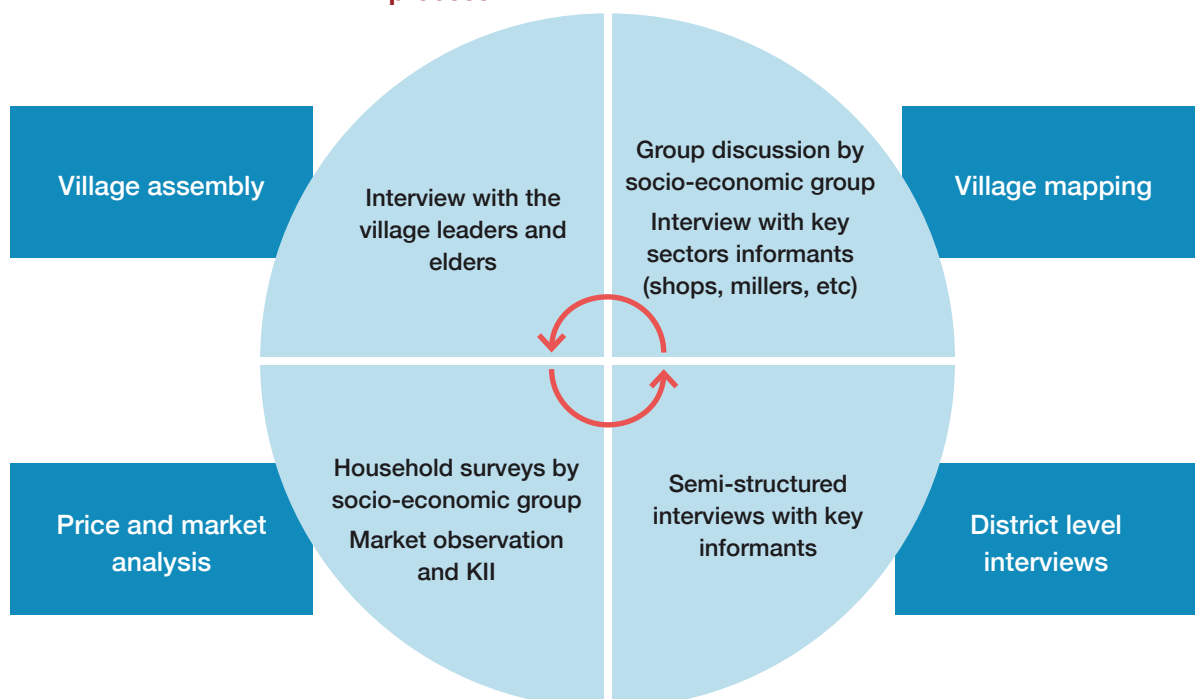 process
Village assembly
Interview with the
village leaders and
elders
Group discussion by
socio-economic group
Interview with key
sectors informants
(shops, millers, etc)
Village mapping
Price and market
analysis
Household surveys by
socio-economic group
Market observation
and KII
Semi-structured
interviews with key
informants
District level
interviews